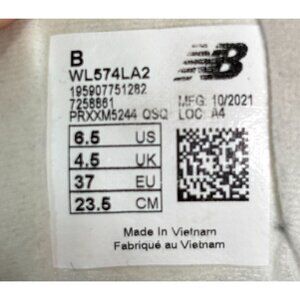 B
WL574LA2
195907751282
7258861 MFG. 10/2021
PRXXM5244 QSQ LOC: A4
6.5 US
4.5 UK
37 EU
23.5 CM
Made In Vietnam
Fabriqué au Vietnam